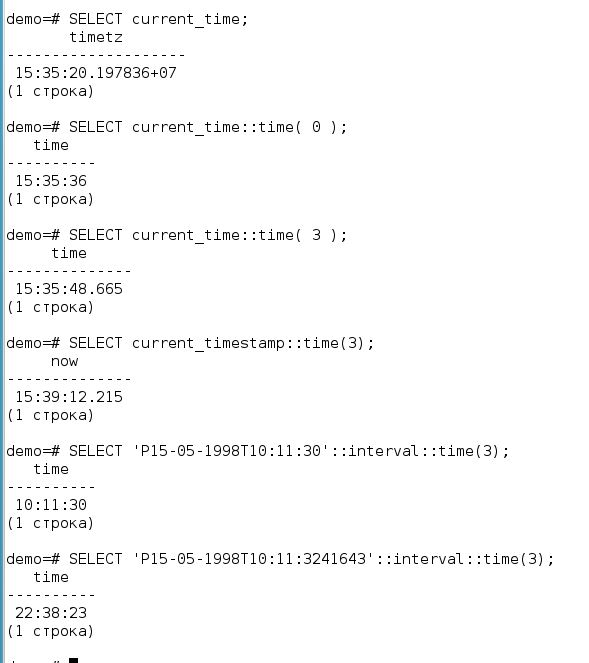 demo=# SELECT current_time;
timetz
--------------------
15:35:20.197836+07
(1 строка)
demo=# SELECT current_time::time( 0 );
time
----------
15:35:36
(1 строка)
demo=# SELECT current_time::time( 3 );
time
--------------
15:35:48.665
(1 строка)
demo=# SELECT current_timestamp::time(3);
now
--------------
15:39:12.215
(1 строка)
demo=# SELECT 'P15-05-1998T10:11:30'::interval::time(3);
time
----------
10:11:30
(1 строка)
demo=# SELECT 'P15-05-1998T10:11:3241643'::interval::time(3);
time
----------
22:38:23
(1 строка)